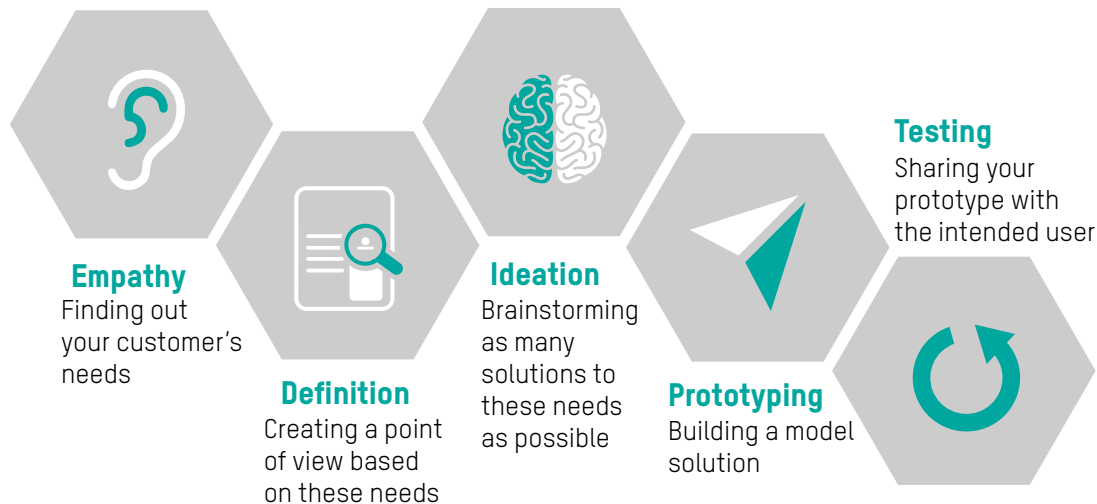 Empathy
Finding out
your customer's
needs
Definition
Creating a point
of view based
on these needs
Ideation
Brainstorming
as many
solutions to
these needs
as possible
Prototyping
Building a model
solution
Testing
Sharing your
prototype with
the intended user